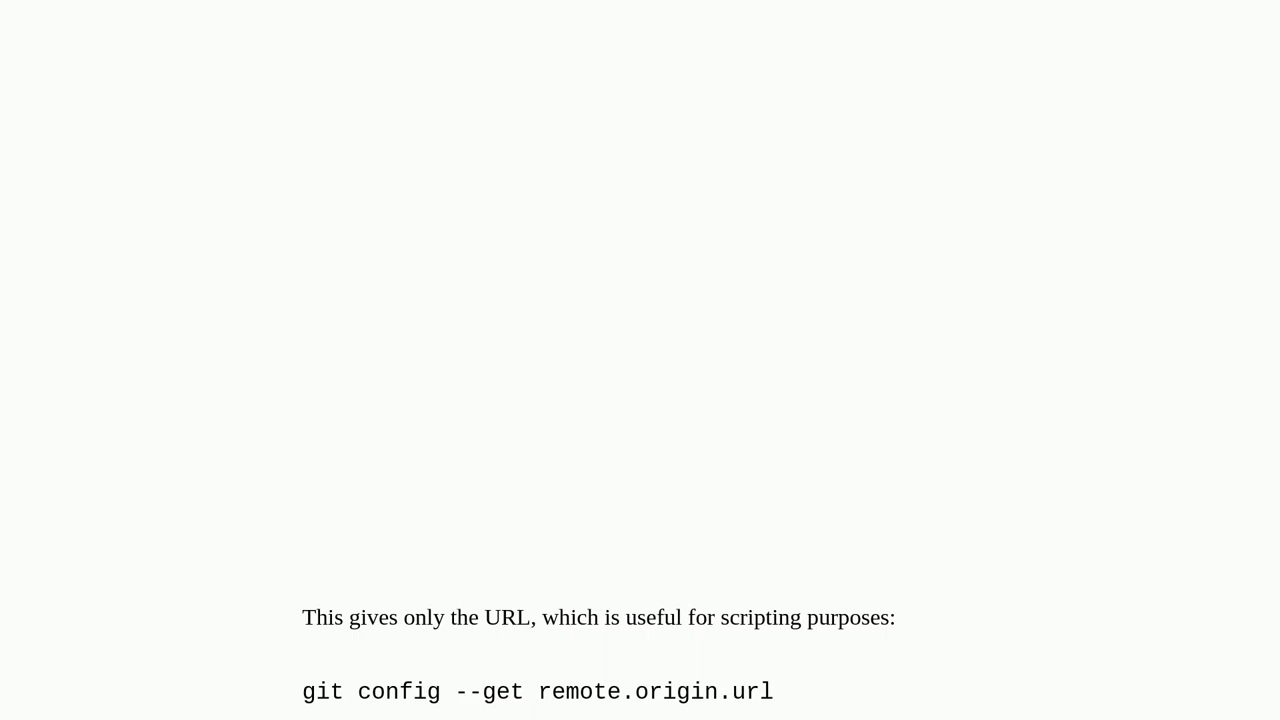 This gives only the URL, which is useful for scripting purposes:
git config --get remote.origin.url